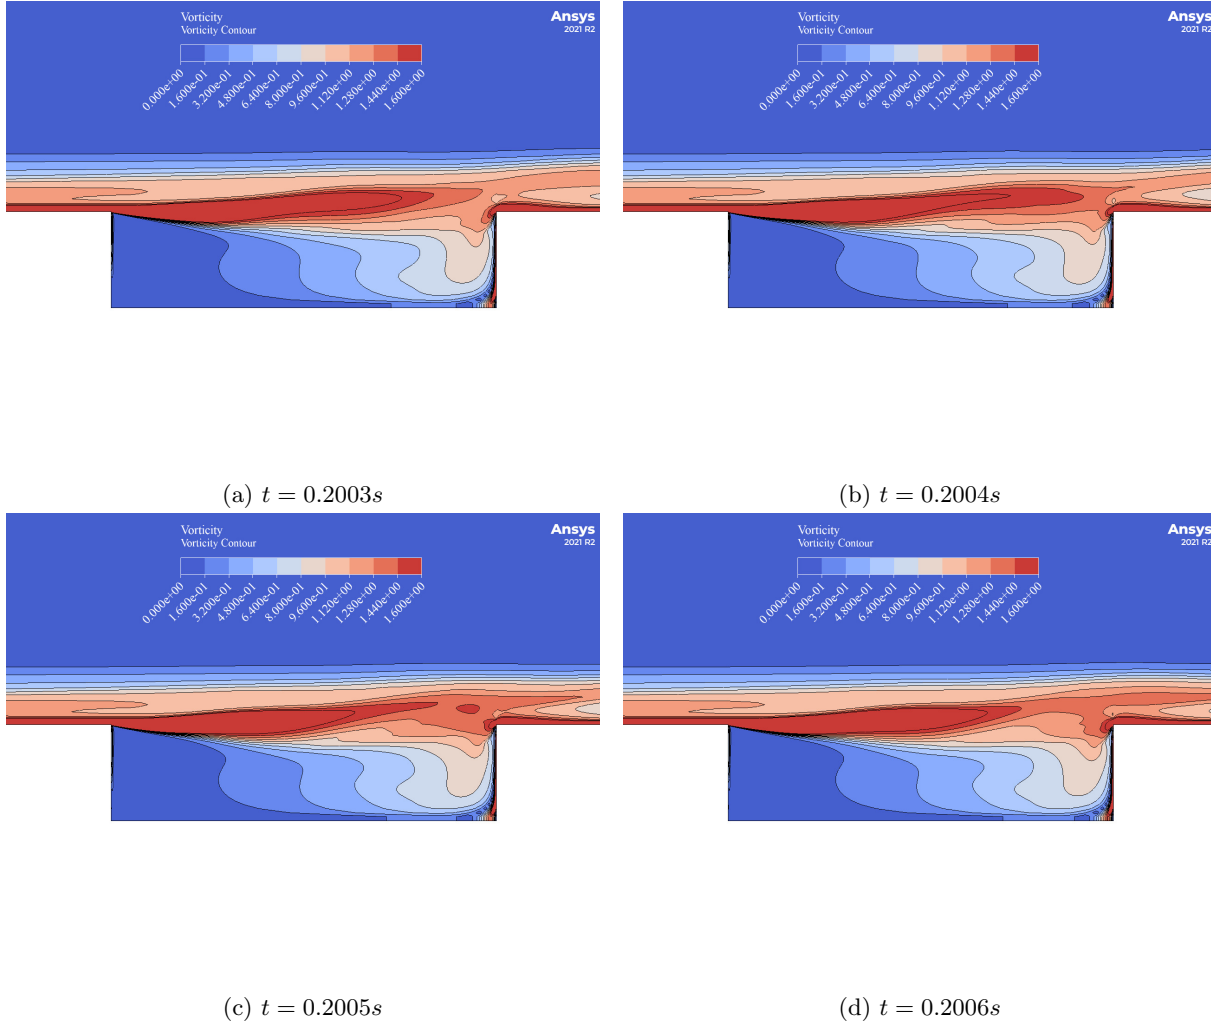 Vorticity
Vorticity Contour
Ansys
2021 R2
0.000e+00
1.600e-01
3.200e-01
4.800e-01
6.400e-01
8.000e-01
9.600e-01
1.120e+00
1.280e+00
1.440e+00
1.600e+00
Vorticity
Vorticity Contour
Ansys
2021 R2
0.000e+00
1.600e-01
3.200e-01
4.800e-01
6.400e-01
8.000e-01
9.600e-01
1.120e+00
1.280e+00
1.440e+00
1.600e+00
(a) t = 0.2003s
(b) t = 0.2004s
Vorticity
Vorticity Contour
Ansys
2021 R2
0.000e+00
1.600e-01
3.200e-01
4.800e-01
6.400e-01
8.000e-01
9.600e-01
1.120e+00
1.280e+00
1.440e+00
1.600e+00
Vorticity
Vorticity Contour
Ansys
2021 R2
0.000e+00
1.600e-01
3.200e-01
4.800e-01
6.400e-01
8.000e-01
9.600e-01
1.120e+00
1.280e+00
1.440e+00
1.600e+00
(c) t = 0.2005s
(d) t = 0.2006s